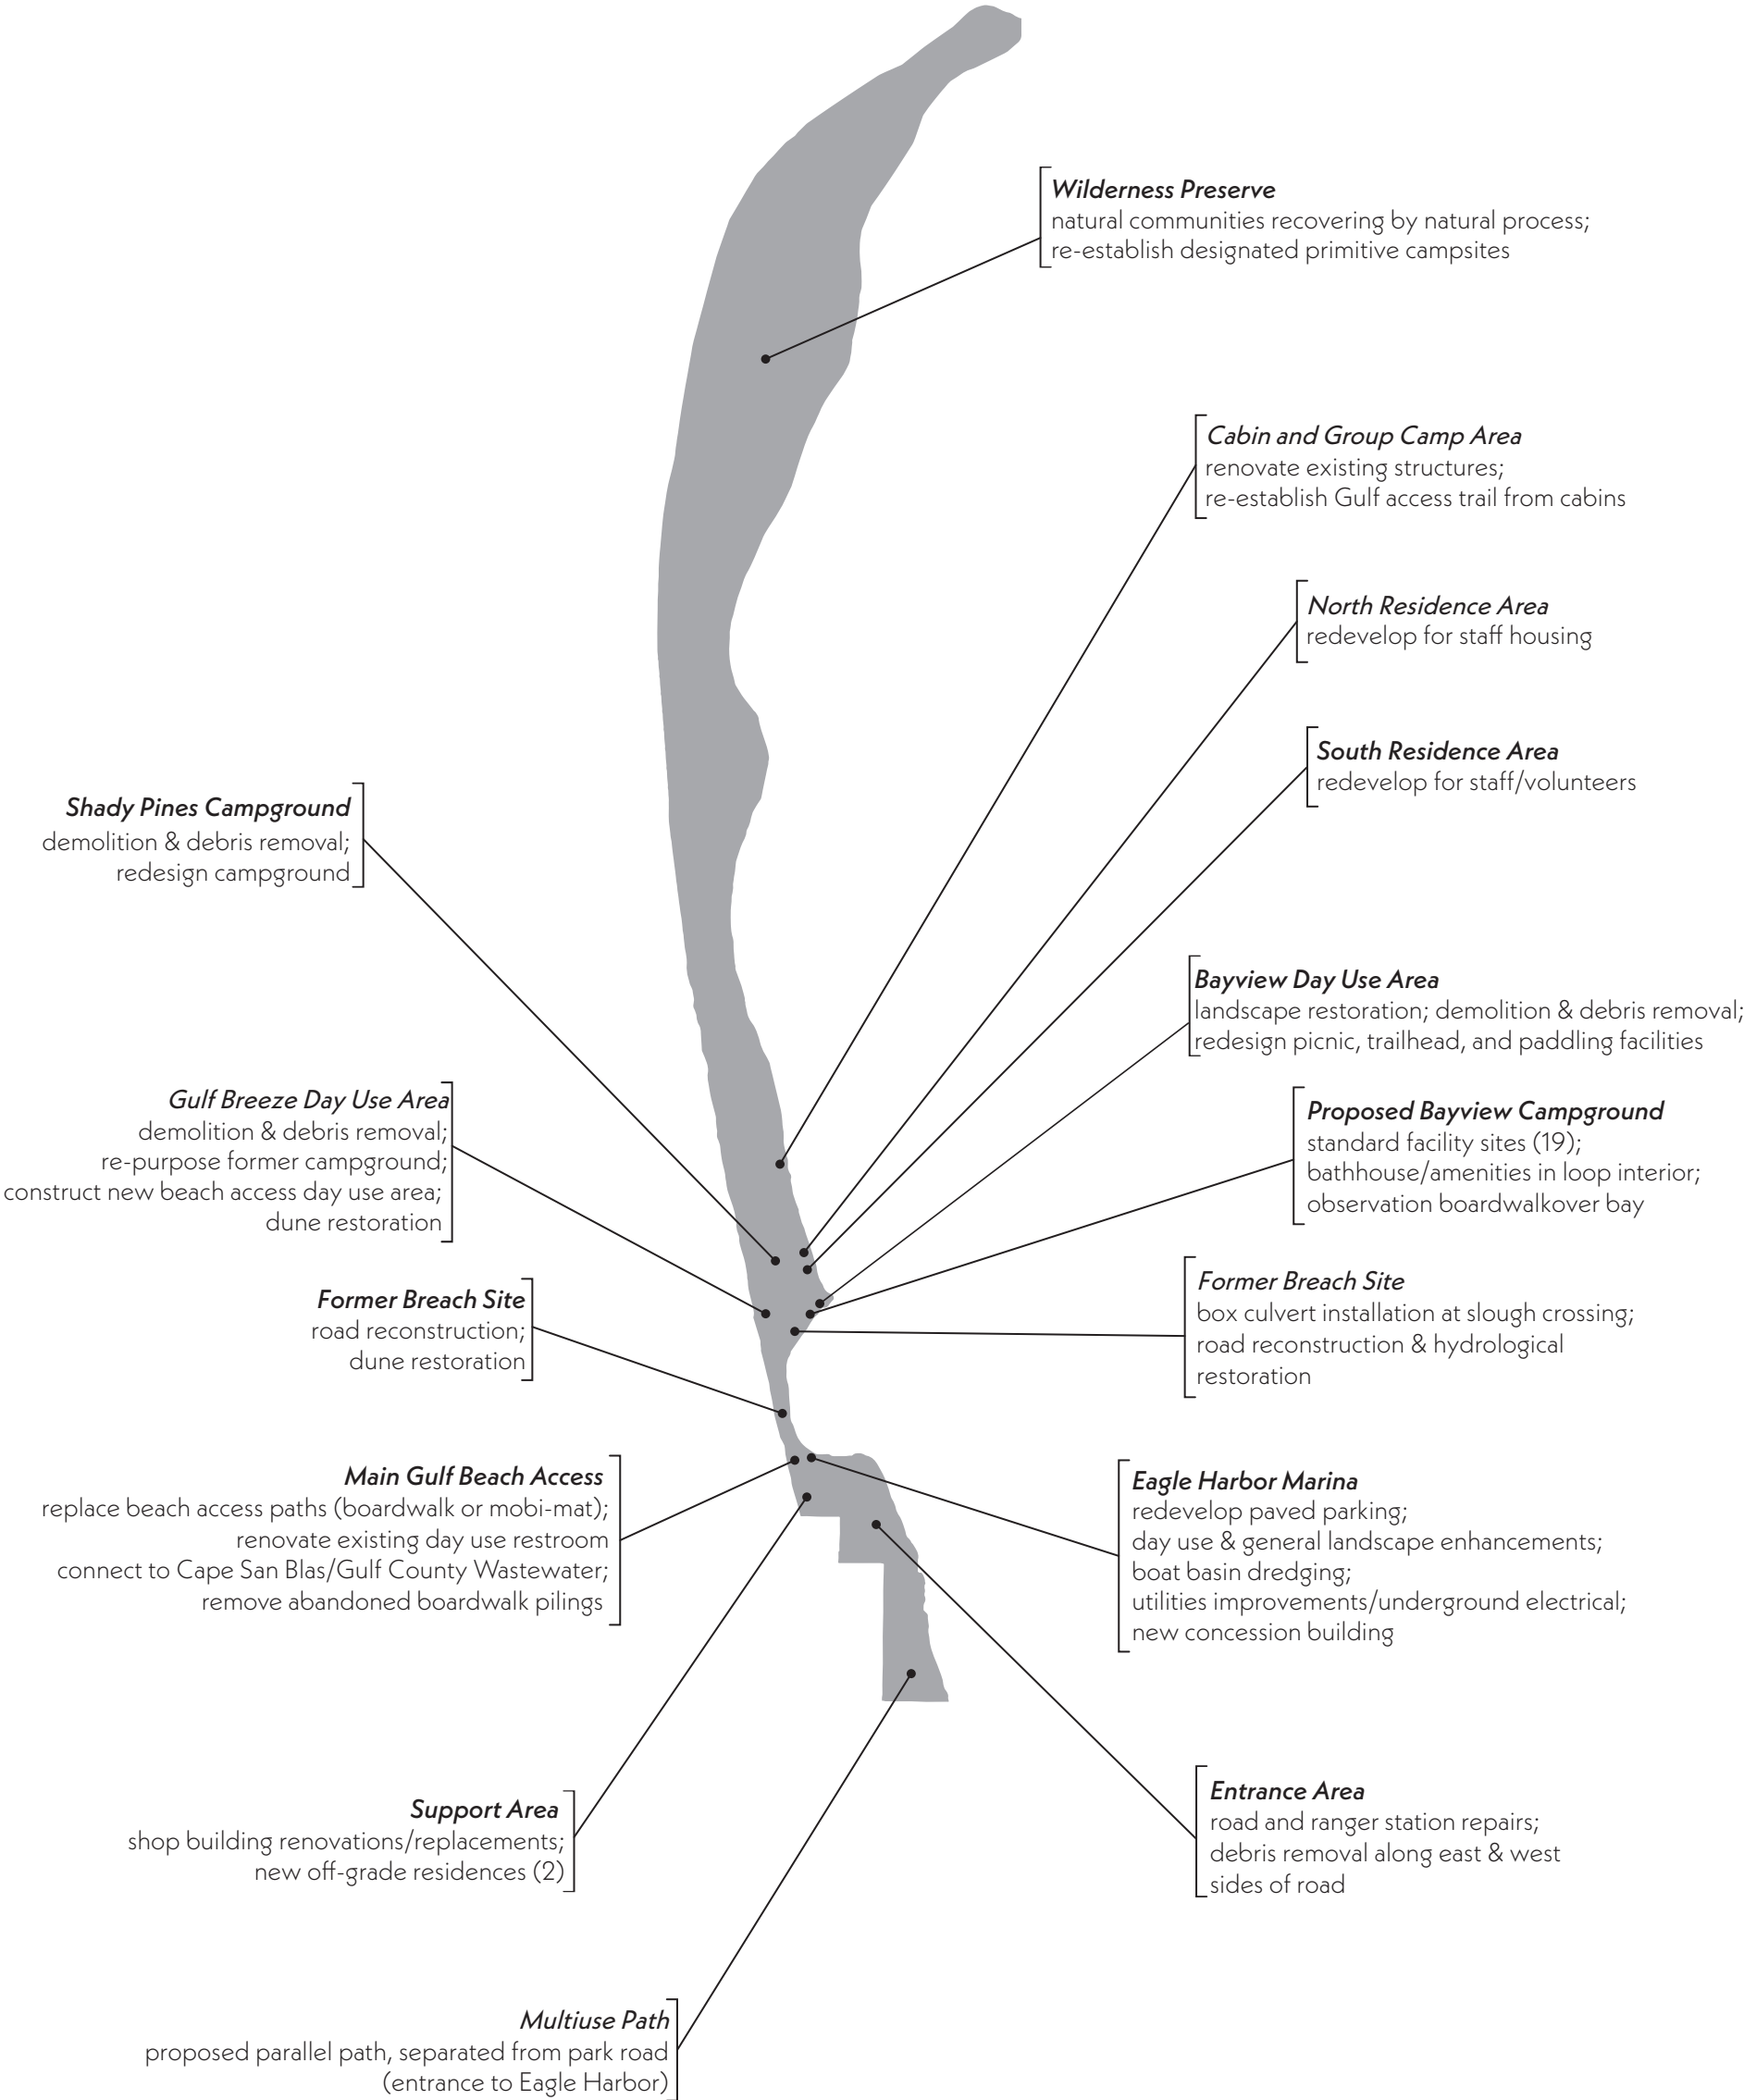 Wilderness Preserve
natural communities recovering by natural process;
re-establish designated primitive campsites
Cabin and Group Camp Area
renovate existing structures;
re-establish Gulf access trail from cabins
North Residence Area
redevelop for staff housing
South Residence Area
redevelop for staff/volunteers
Shady Pines Campground
demolition & debris removal;
redesign campground
Bayview Day Use Area
landscape restoration; demolition & debris removal;
redesign picnic, trailhead, and paddling facilities
Gulf Breeze Day Use Area
demolition & debris removal;
re-purpose former campground;
construct new beach access day use area;
dune restoration
Proposed Bayview Campground
standard facility sites (19);
bathhouse/amenities in loop interior;
observation boardwalkover bay
Former Breach Site
road reconstruction;
dune restoration
Former Breach Site
box culvert installation at slough crossing;
road reconstruction & hydrological
restoration
Main Gulf Beach Access
replace beach access paths (boardwalk or mobi-mat);
renovate existing day use restroom
connect to Cape San Blas/Gulf County Wastewater;
remove abandoned boardwalk pilings
Eagle Harbor Marina
redevelop paved parking;
day use & general landscape enhancements;
boat basin dredging;
utilities improvements/underground electrical;
new concession building
Support Area
shop building renovations/replacements;
new off-grade residences (2)
Entrance Area
road and ranger station repairs;
debris removal along east & west
sides of road
Multiuse Path
proposed parallel path, separated from park road
(entrance to Eagle Harbor)